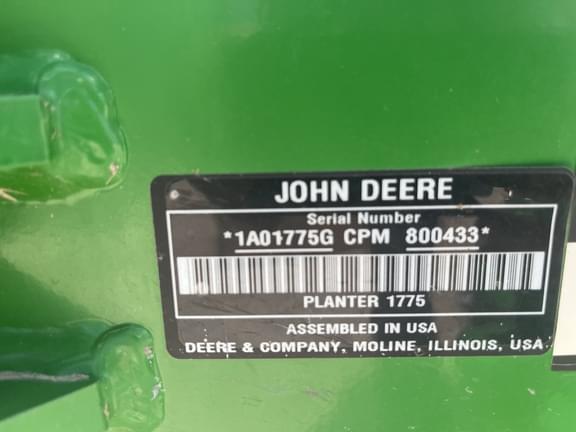 JOHN DEERE
Serial Number
*1A01775G CPM 800433*
PLANTER 1775
ASSEMBLED IN USA
DEERE & COMPANY, MOLINE, ILLINOIS, USA